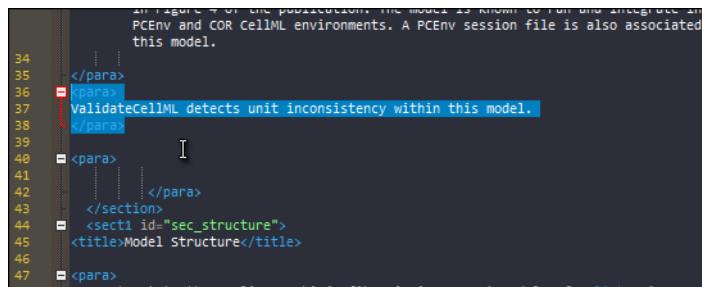 in Figure 4 of the publication. The model is known to run and integrate in
PCEnv and COR CellML environments. A PCEnv session file is also associated
this model.
34
35 </para>
36 <para>
37 ValidateCellML detects unit inconsistency within this model.
38 </para>
39
40 <para>
41
42 </para>
43 </section>
44 <sect1 id="sec_structure">
45 <title>Model Structure</title>
46
47 <para>